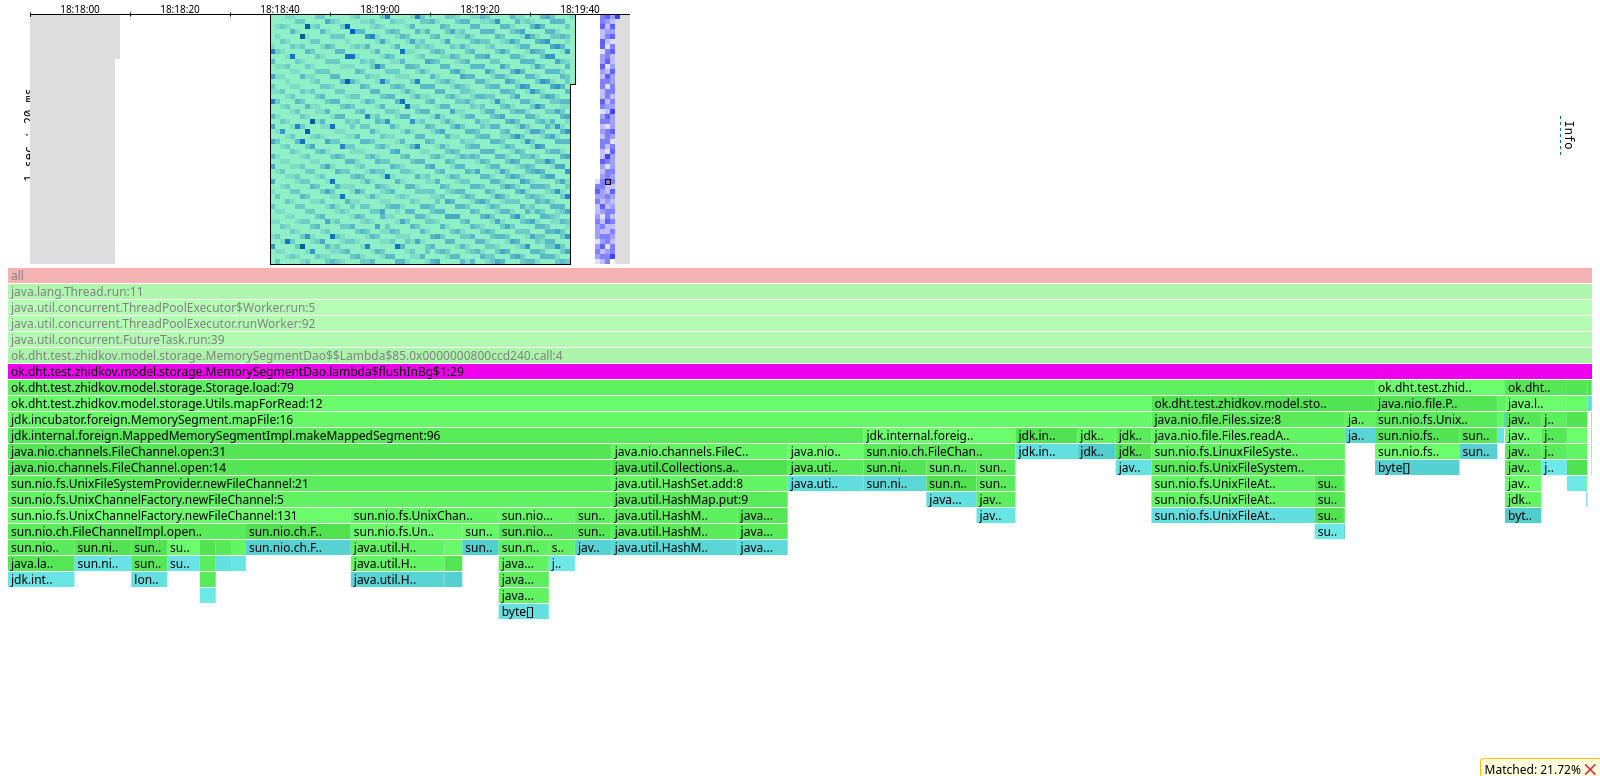 18:18:00 18:18:20 18:18:40 18:19:00 18:19:20 18:19:40
Info
all
java.lang.Thread.run:11
java.util.concurrent.ThreadPoolExecutor$Worker.run:5
java.util.concurrent.ThreadPoolExecutor.runWorker:92
java.util.concurrent.FutureTask.run:39
ok.dht.test.zhidkov.model.storage.MemorySegmentDao$$Lambda$85.0x0000000800ccd240.call:4
ok.dht.test.zhidkov.model.storage.MemorySegmentDao.lambda$flushInBg$1:29
ok.dht.test.zhidkov.model.storage.Storage.load:79 ok.dht.test.zhid.. ok.dht..
ok.dht.test.zhidkov.model.storage.Utils.mapForRead:12 ok.dht.test.zhidkov.model.sto.. java.nio.file.P.. java.l..
jdk.incubator.foreign.MemorySegment.mapFile:16 java.nio.file.Files.size:8 ja.. sun.nio.fs.Unix.. jav.. j..
jdk.internal.foreign.MappedMemorySegmentImpl.makeMappedSegment:96 jdk.internal.foreig.. jdk.in.. jdk.. jdk.. java.nio.file.Files.readA.. ja.. sun.nio.fs.. sun.. jav.. j..
java.nio.channels.FileChannel.open:31 java.nio.channels.FileC.. java.nio.. sun.nio.ch.FileChan.. jdk.in.. jdk.. jdk.. sun.nio.fs.LinuxFileSyste.. sun.nio.fs.. sun.. jav.. j..
java.nio.channels.FileChannel.open:14 java.util.Collections.a.. java.uti.. sun.ni.. sun.n.. sun.. jav.. sun.nio.fs.UnixFileSystem.. byte[] jav.. j..
sun.nio.fs.UnixFileSystemProvider.newFileChannel:21 java.util.HashSet.add:8 java.uti.. sun.ni.. sun.n.. sun.. sun.nio.fs.UnixFileAt.. su.. jav..
sun.nio.fs.UnixChannelFactory.newFileChannel:5 java.util.HashMap.put:9 java... jav.. sun.nio.fs.UnixFileAt.. su.. jdk..
sun.nio.fs.UnixChannelFactory.newFileChannel:131 sun.nio.fs.UnixChan.. sun.nio... sun.. java.util.HashM.. java... jav.. sun.nio.fs.UnixFileAt.. su.. byt..
sun.nio.ch.FileChannelImpl.open.. sun.nio.ch.F.. sun.nio.fs.Un.. sun.. sun.nio... sun.. java.util.HashM.. java... su..
sun.nio.. sun.ni.. sun.. su.. sun.nio.ch.F.. java.util.H.. sun.. sun.n.. s.. jav.. java.util.HashM.. java...
java.la.. sun.ni.. sun.. su.. java.util.H.. java... j..
jdk.int.. lon.. java.util.H.. java...
java...
byte[]
Matched: 21.72%